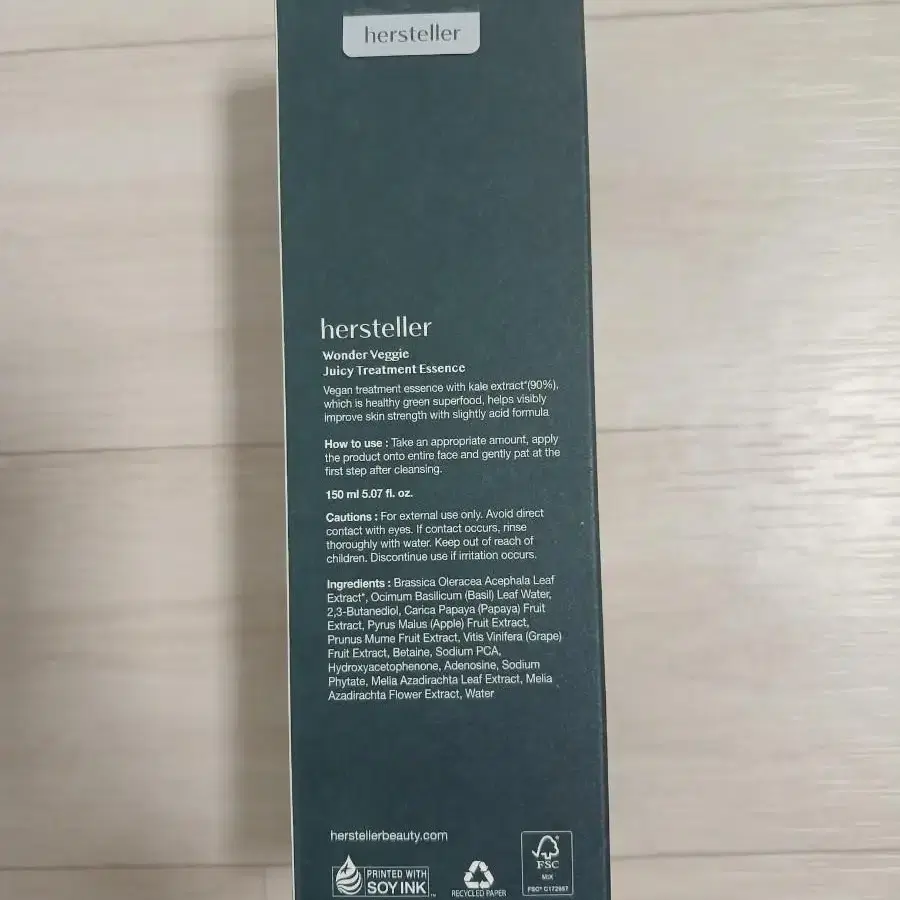 hersteller
hersteller
Wonder Veggie
Juicy Treatment Essence
Vegan treatment essence with kale extract*(90%),
which is healthy green superfood, helps visibly
improve skin strength with slightly acid formula
How to use : Take an appropriate amount, apply
the product onto entire face and gently pat at the
first step after cleansing.
150 ml 5.07 fl. oz.
Cautions : For external use only. Avoid direct
contact with eyes. If contact occurs, rinse
thoroughly with water. Keep out of reach of
children. Discontinue use if irritation occurs.
Ingredients : Brassica Oleracea Acephala Leaf
Extract*, Ocimum Basilicum (Basil) Leaf Water,
2,3-Butanediol, Carica Papaya (Papaya) Fruit
Extract, Pyrus Malus (Apple) Fruit Extract,
Prunus Mume Fruit Extract, Vitis Vinifera (Grape)
Fruit Extract, Betaine, Sodium PCA,
Hydroxyacetophenone, Adenosine, Sodium
Phytate, Melia Azadirachta Leaf Extract, Melia
Azadirachta Flower Extract, Water
herstellerbeauty.com
PRINTED WITH
SOY INK™
RECYCLED PAPER
FSC
MIX
FSC®